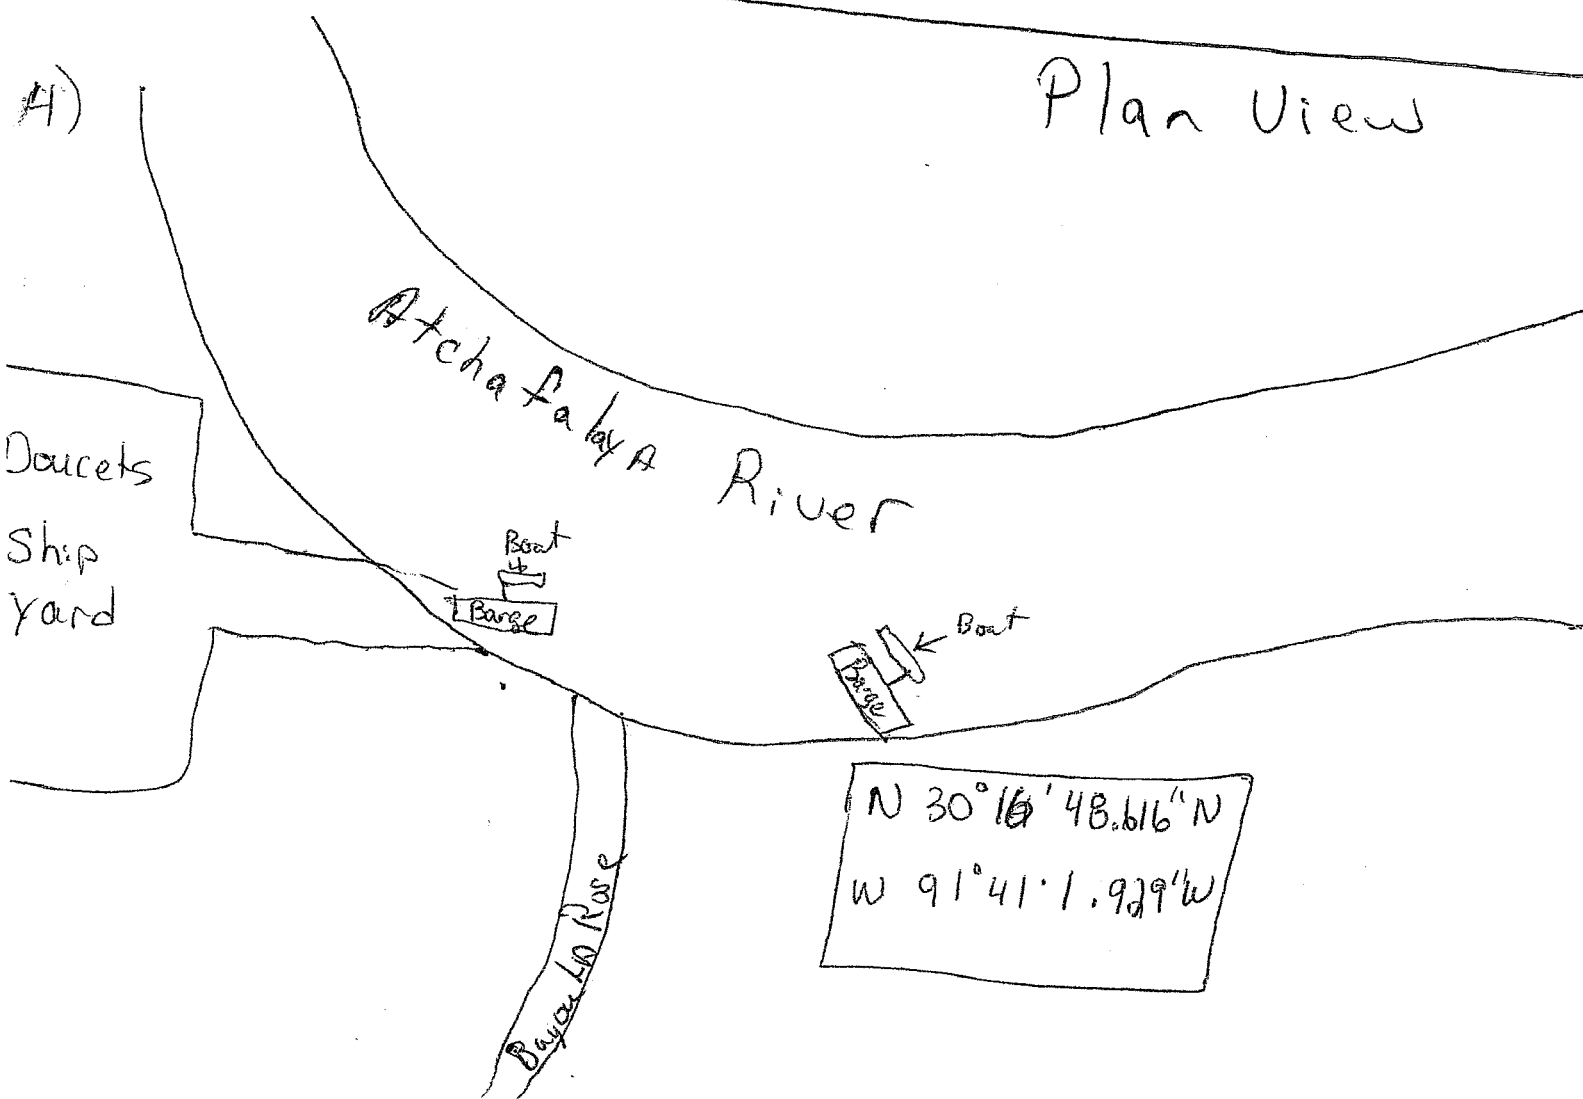 4)
Plan View
Atchafalaya River
Doucets
Ship
Yard
Boat
Barge
Boat
Barge
N 30° 48.616" N
W 91° 41' 1.929" W
Bayou La Rose